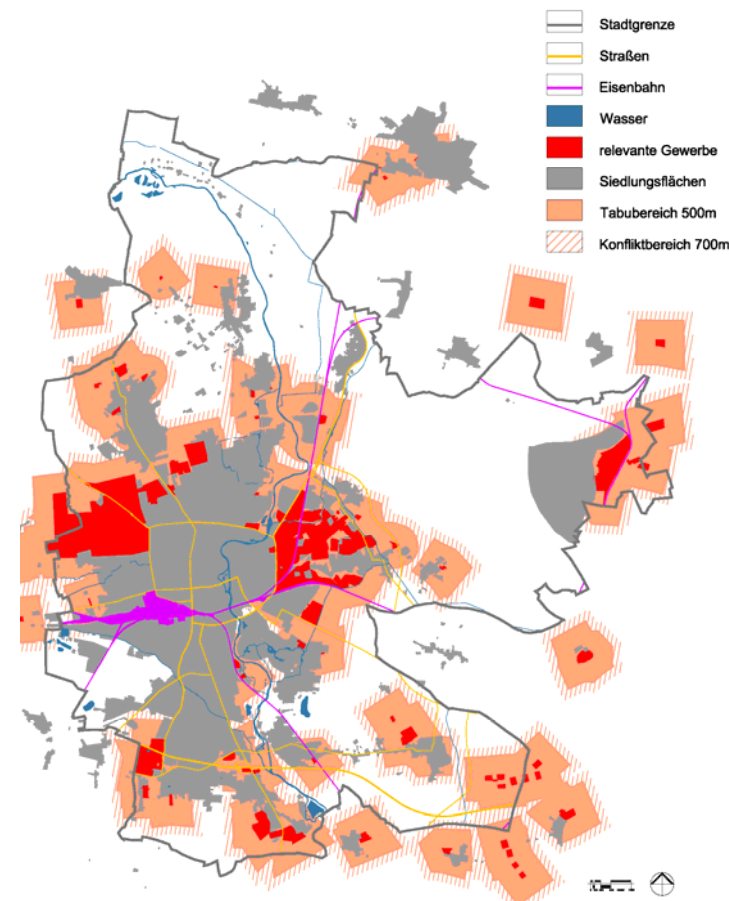 Stadtgrenze
Straßen
Eisenbahn
Wasser
relevante Gewerbe
Siedlungsflächen
Tabubereich 500m
Konfliktbereich 700m